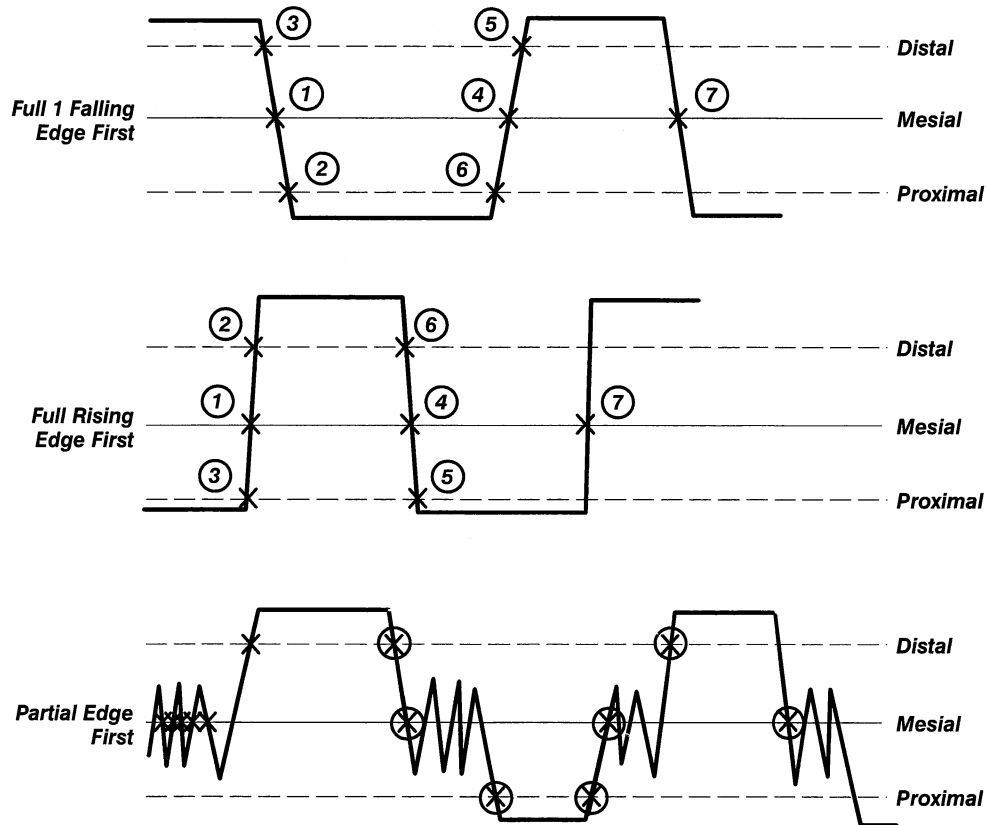 3
5
Distal
1
4
7
Full 1 Falling
Edge First
Mesial
2
6
Proximal
2
6
Distal
1
4
7
Full Rising
Edge First
Mesial
3
5
Proximal
Distal
Partial Edge
First
Mesial
Proximal